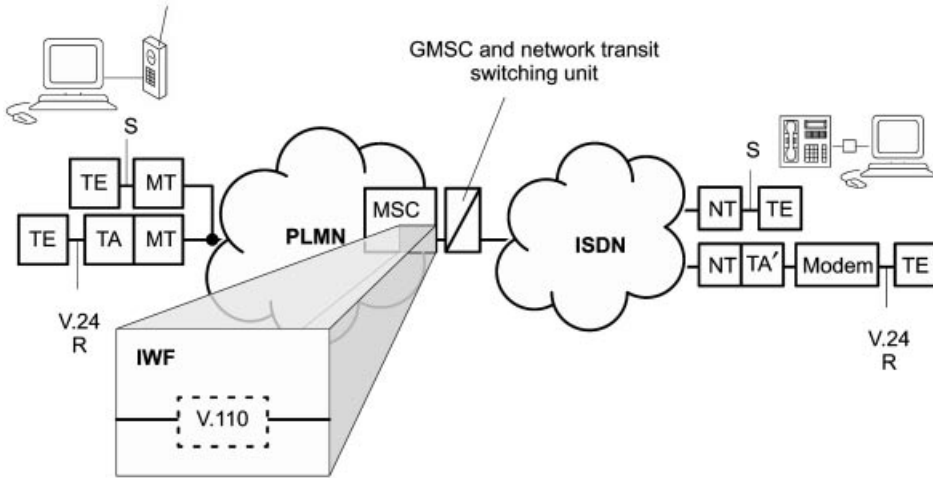 GMSC and network transit
switching unit
S
TE
MT
TE
TA
MT
V.24
R
PLMN
MSC
ISDN
S
NT
TE
NT
TA′
Modem
TE
V.24
R
IWF
V.110